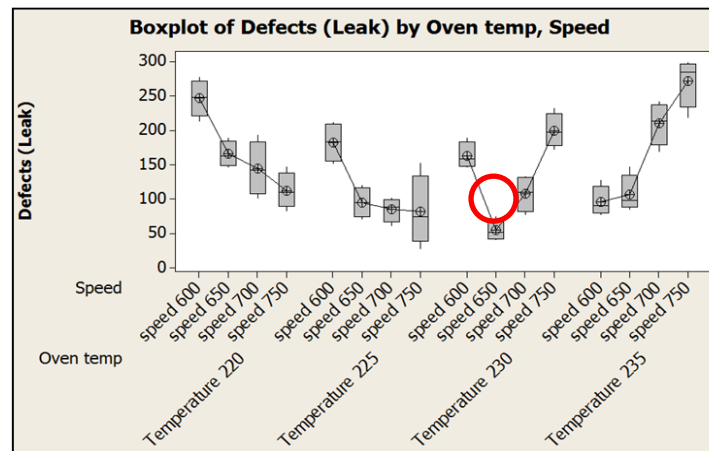 Boxplot of Defects (Leak) by Oven temp, Speed
Defects (Leak)
300
250
200
150
100
50
0
Speed
speed 600
speed 650
speed 700
speed 750
speed 600
speed 650
speed 700
speed 750
speed 600
speed 650
speed 700
speed 750
speed 600
speed 650
speed 700
speed 750
Oven temp
Temperature 220
Temperature 225
Temperature 230
Temperature 235